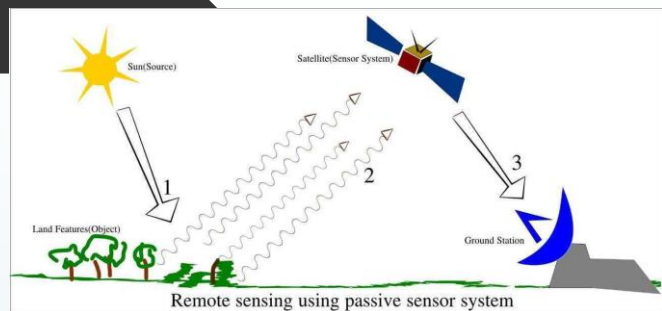 Sun(Source)
Satellite(Sensor System)
1
2
3
Land Features(Object)
Ground Station
Remote sensing using passive sensor system